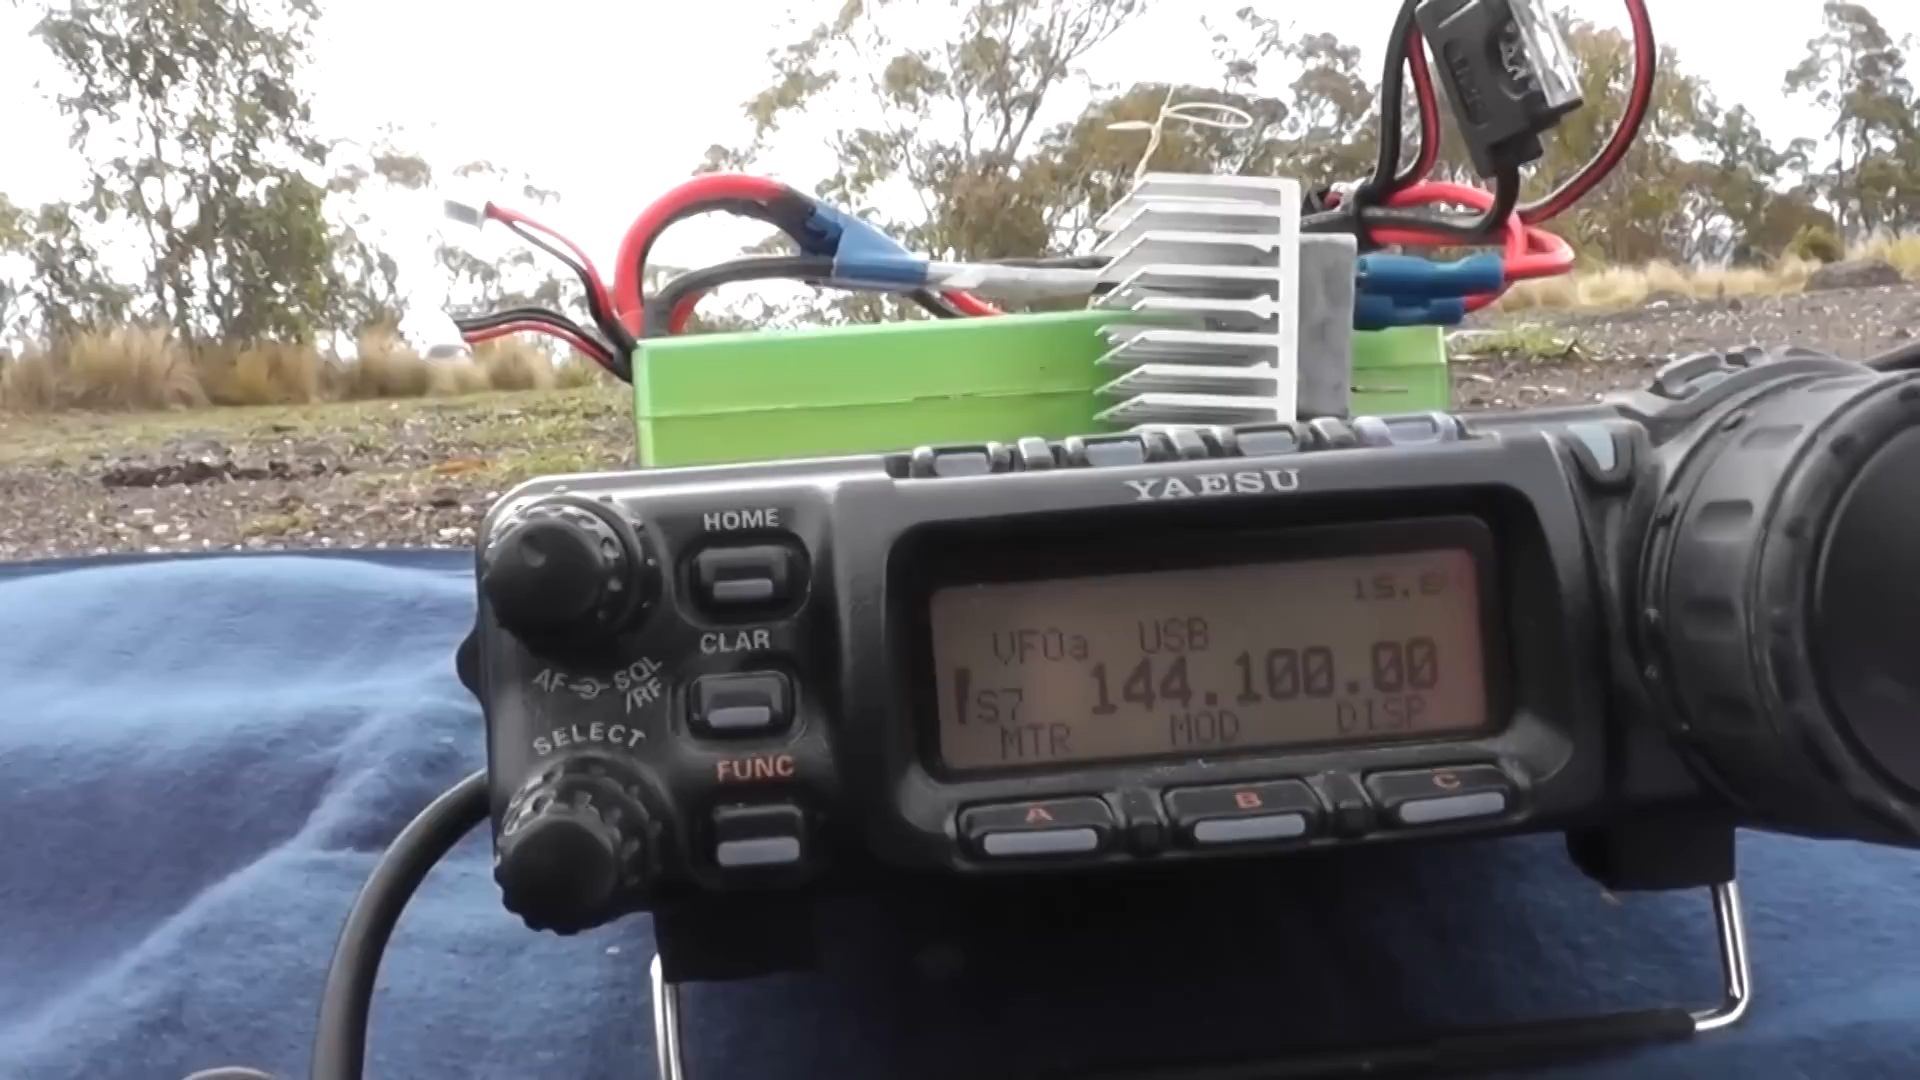 YAESU
HOME
CLAR
AF SQL
/RF
SELECT
FUNC
VFOa USB
S7 144.100.00
MTR MOD DISP
A B C